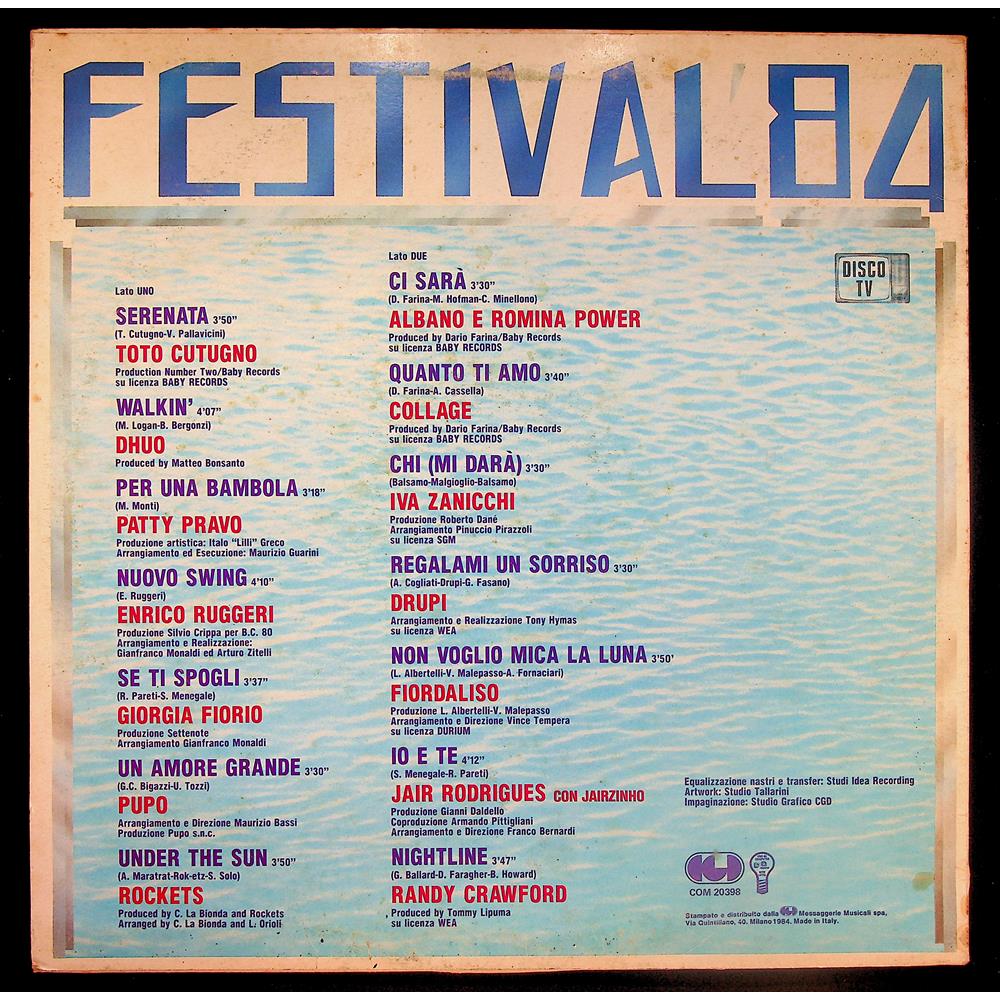 FESTIVAL'84
Lato UNO
SERENATA 3'50"
(T. Cutugno-V. Pallavicini)
TOTO CUTUGNO
Production Number Two/Baby Records
su licenza BABY RECORDS
WALKIN' 4'07"
(M. Logan-B. Bergonzi)
DHUO
Produced by Matteo Bonsanto
PER UNA BAMBOLA 3'18"
(M. Monti)
PATTY PRAVO
Produzione artistica: Italo "Lilli" Greco
Arrangiamento ed Esecuzione: Maurizio Guarini
NUOVO SWING 4'10"
(E. Ruggeri)
ENRICO RUGGERI
Produzione Silvio Crippa per B.C. 80
Arrangiamento e Realizzazione:
Gianfranco Monaldi ed Arturo Zitelli
SE TI SPOGLI 3'37"
(R. Pareti-S. Menegale)
GIORGIA FIORIO
Produzione Settenote
Arrangiamento Gianfranco Monaldi
UN AMORE GRANDE 3'30"
(G.C. Bigazzi-U. Tozzi)
PUPO
Arrangiamento e Direzione Maurizio Bassi
Produzione Pupo s.n.c.
UNDER THE SUN 3'50"
(A. Maratrat-Rok-etz-S. Solo)
ROCKETS
Produced by C. La Bionda and Rockets
Arranged by C. La Bionda and L. Orioli
Lato DUE
CI SARÀ 3'30"
(D. Farina-M. Hofman-C. Minellono)
ALBANO E ROMINA POWER
Produced by Dario Farina/Baby Records
su licenza BABY RECORDS
QUANTO TI AMO 3'40"
(D. Farina-A. Cassella)
COLLAGE
Produced by Dario Farina/Baby Records
su licenza BABY RECORDS
CHI (MI DARÀ) 3'30"
(Balsamo-Malgioglio-Balsamo)
IVA ZANICCHI
Produzione Roberto Dané
Arrangiamento Pinuccio Pirazzoli
su licenza SGM
REGALAMI UN SORRISO 3'30"
(A. Cogliati-Drupi-G. Fasano)
DRUPI
Arrangiamento e Realizzazione Tony Hymas
su licenza WEA
NON VOGLIO MICA LA LUNA 3'50'
(L. Albertelli-V. Malepasso-A. Fornaciari)
FIORDALISO
Produzione L. Albertelli-V. Malepasso
Arrangiamento e Direzione Vince Tempera
su licenza DURIUM
IO E TE 4'12"
(S. Menegale-R. Pareti)
JAIR RODRIGUES CON JAIRZINHO
Produzione Gianni Daldello
Coproduzione Armando Pittigliani
Arrangiamento e Direzione Franco Bernardi
NIGHTLINE 3'47"
(G. Ballard-D. Faragher-B. Howard)
RANDY CRAWFORD
Produced by Tommy Lipuma
su licenza WEA
DISCO
TV
Equalizzazione nastri e transfer: Studi Idea Recording
Artwork: Studio Tallarini
Impaginazione: Studio Grafico CGD
CGD
COM 20398
Stampato e distribuito dalla CGD Messaggerie Musicali spa,
Via Quintiliano, 40. Milano 1984. Made in Italy.